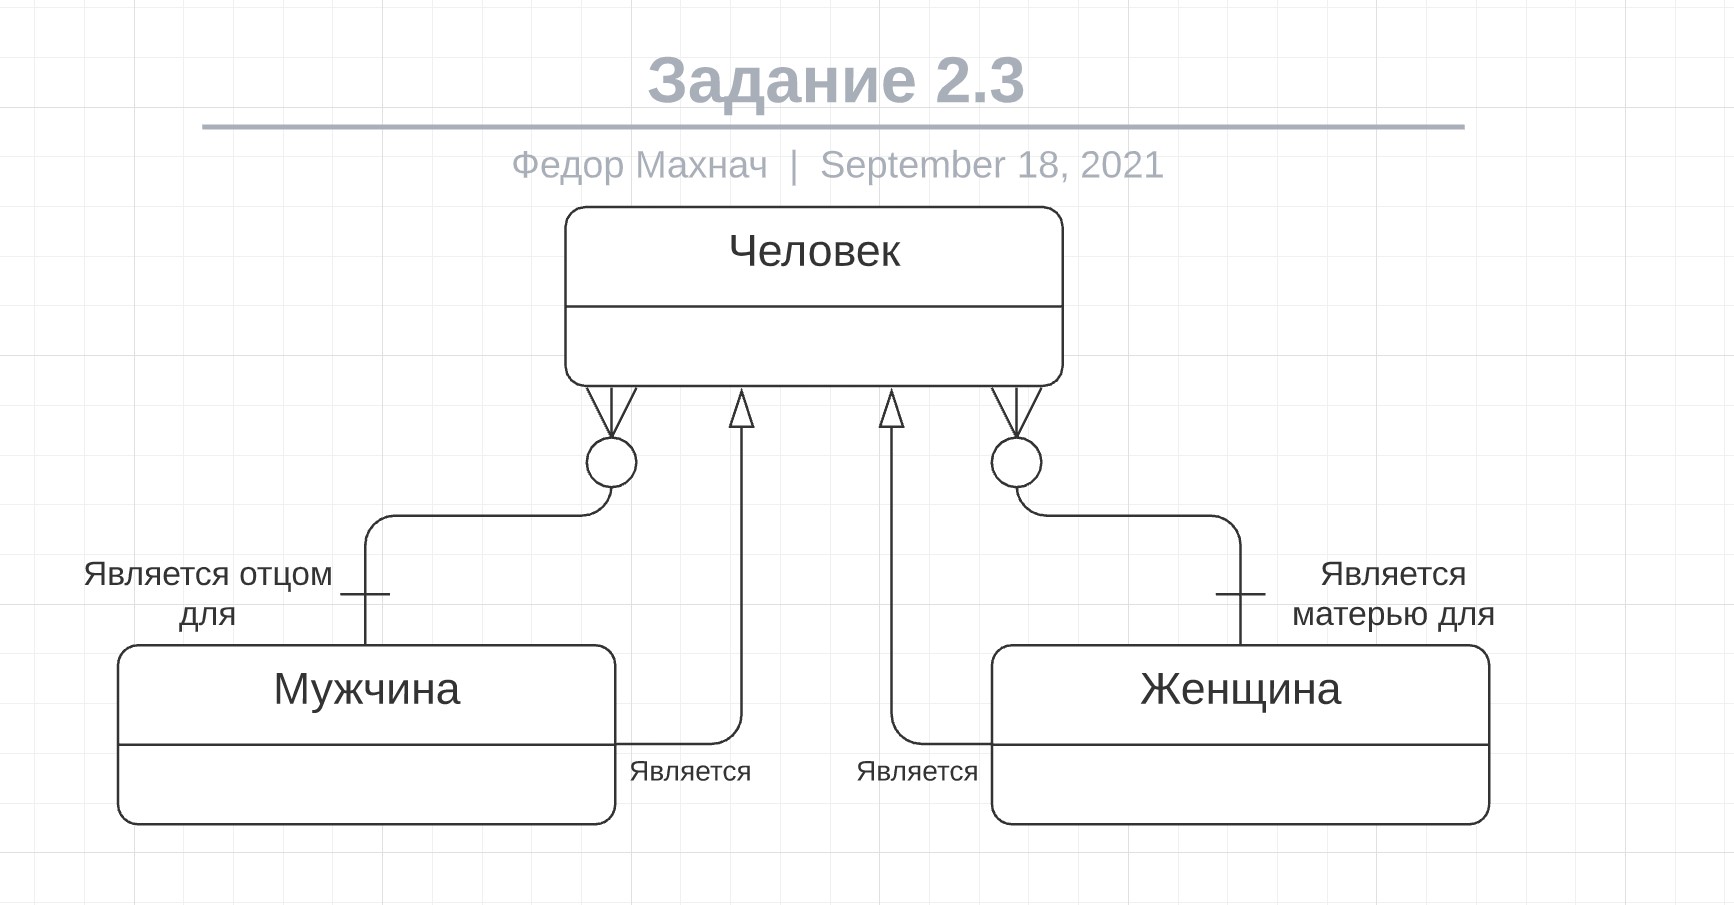 Задание 2.3
Федор Махнач | September 18, 2021
Человек
Является отцом
для
Является
матерью для
Мужчина
Женщина
Является
Является